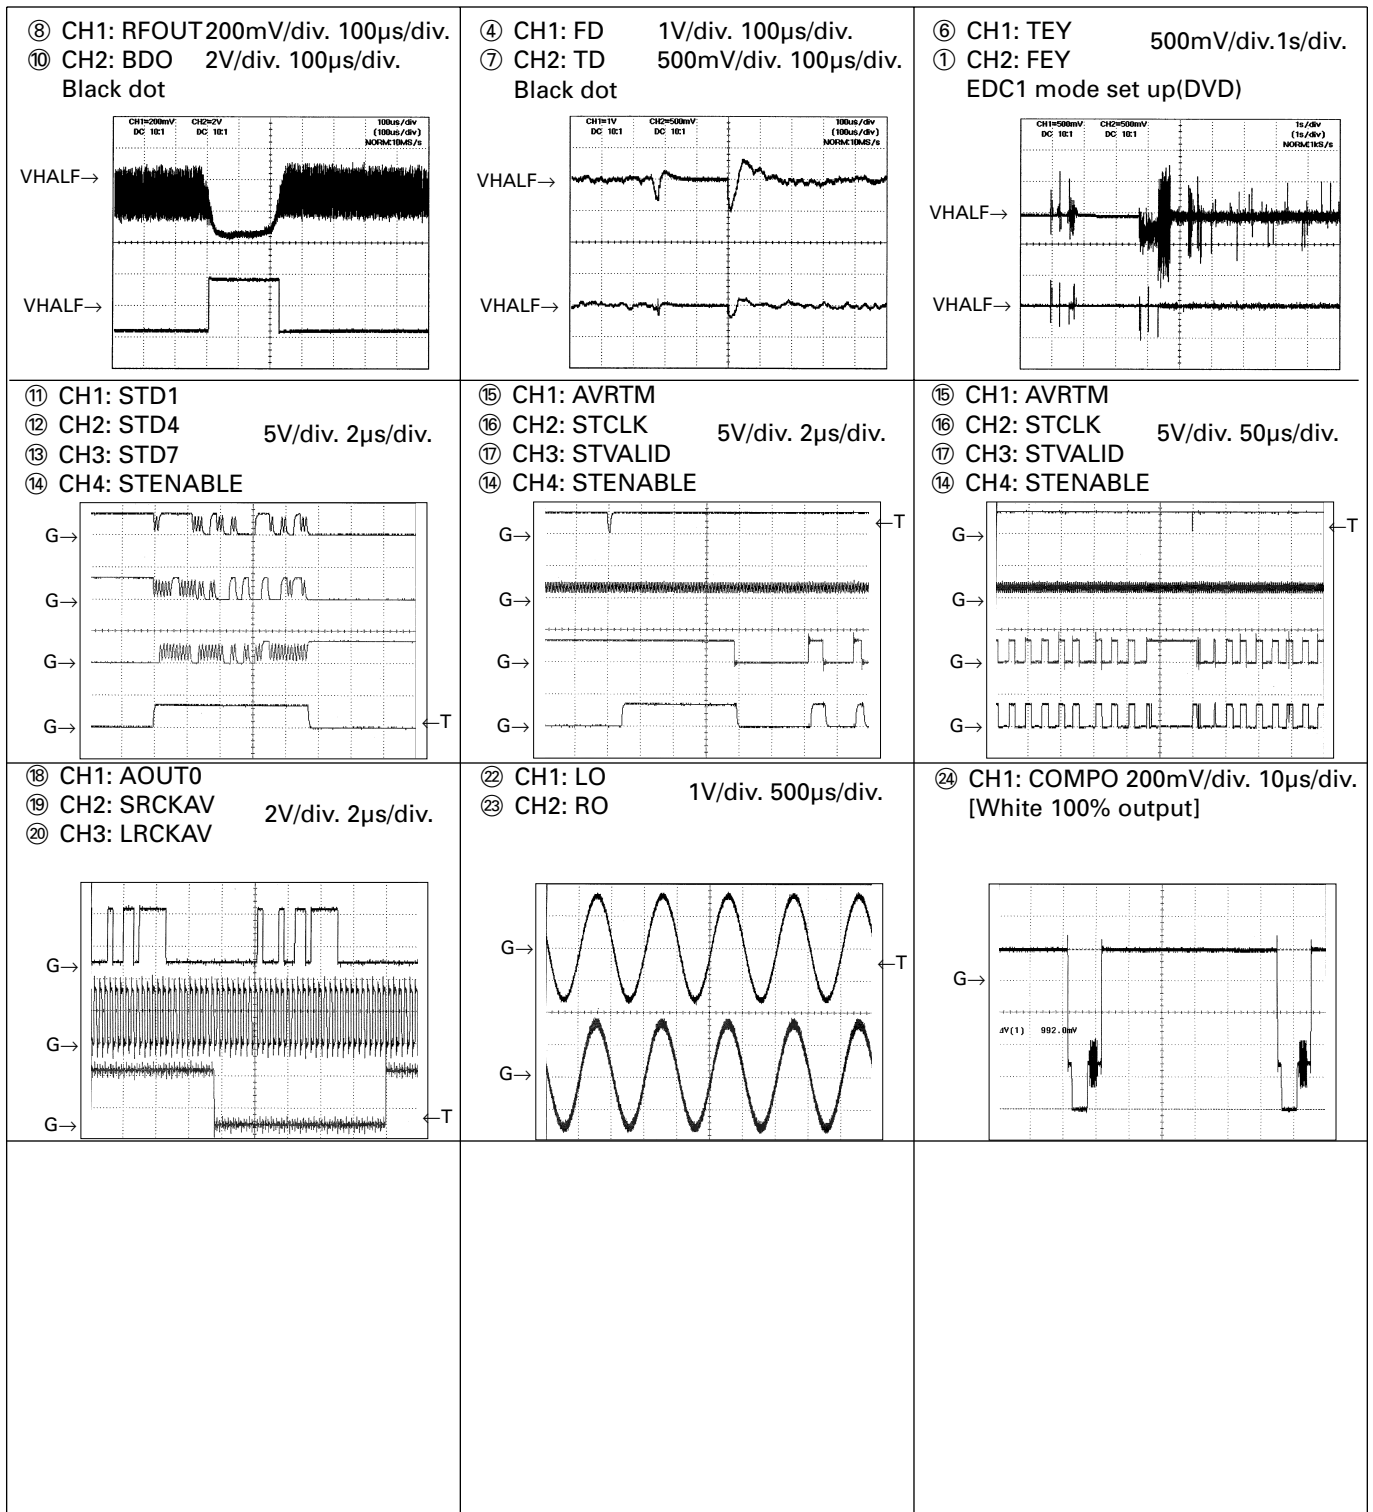 ⑧ CH1: RFOUT 200mV/div. 100µs/div.
⑩ CH2: BDO 2V/div. 100µs/div.
Black dot
CH1=200mV CH2=2V 100us/div
DC 10:1 DC 10:1 (100us/div)
NORM:10MS/s
VHALF→
VHALF→
④ CH1: FD 1V/div. 100µs/div.
⑦ CH2: TD 500mV/div. 100µs/div.
Black dot
CH1=1V CH2=500mV 100us/div
DC 10:1 DC 10:1 (100us/div)
NORM:10MS/s
VHALF→
VHALF→
⑥ CH1: TEY 500mV/div.1s/div.
① CH2: FEY
EDC1 mode set up(DVD)
CH1=500mV CH2=500mV 1s/div
DC 10:1 DC 10:1 (1s/div)
NORM:1kS/s
VHALF→
VHALF→
⑪ CH1: STD1
⑫ CH2: STD4 5V/div. 2µs/div.
⑬ CH3: STD7
⑭ CH4: STENABLE
G→
G→
G→
G→ ←T
⑮ CH1: AVRTM
⑯ CH2: STCLK 5V/div. 2µs/div.
⑰ CH3: STVALID
⑭ CH4: STENABLE
G→ ←T
G→
G→
G→
⑮ CH1: AVRTM
⑯ CH2: STCLK 5V/div. 50µs/div.
⑰ CH3: STVALID
⑭ CH4: STENABLE
G→ ←T
G→
G→
G→
⑱ CH1: AOUT0
⑲ CH2: SRCKAV 2V/div. 2µs/div.
⑳ CH3: LRCKAV
G→
G→
G→ ←T
㉒ CH1: LO 1V/div. 500µs/div.
㉓ CH2: RO
G→ ←T
G→
㉔ CH1: COMPO 200mV/div. 10µs/div.
[White 100% output]
G→
⊿V(1) 992.0mV